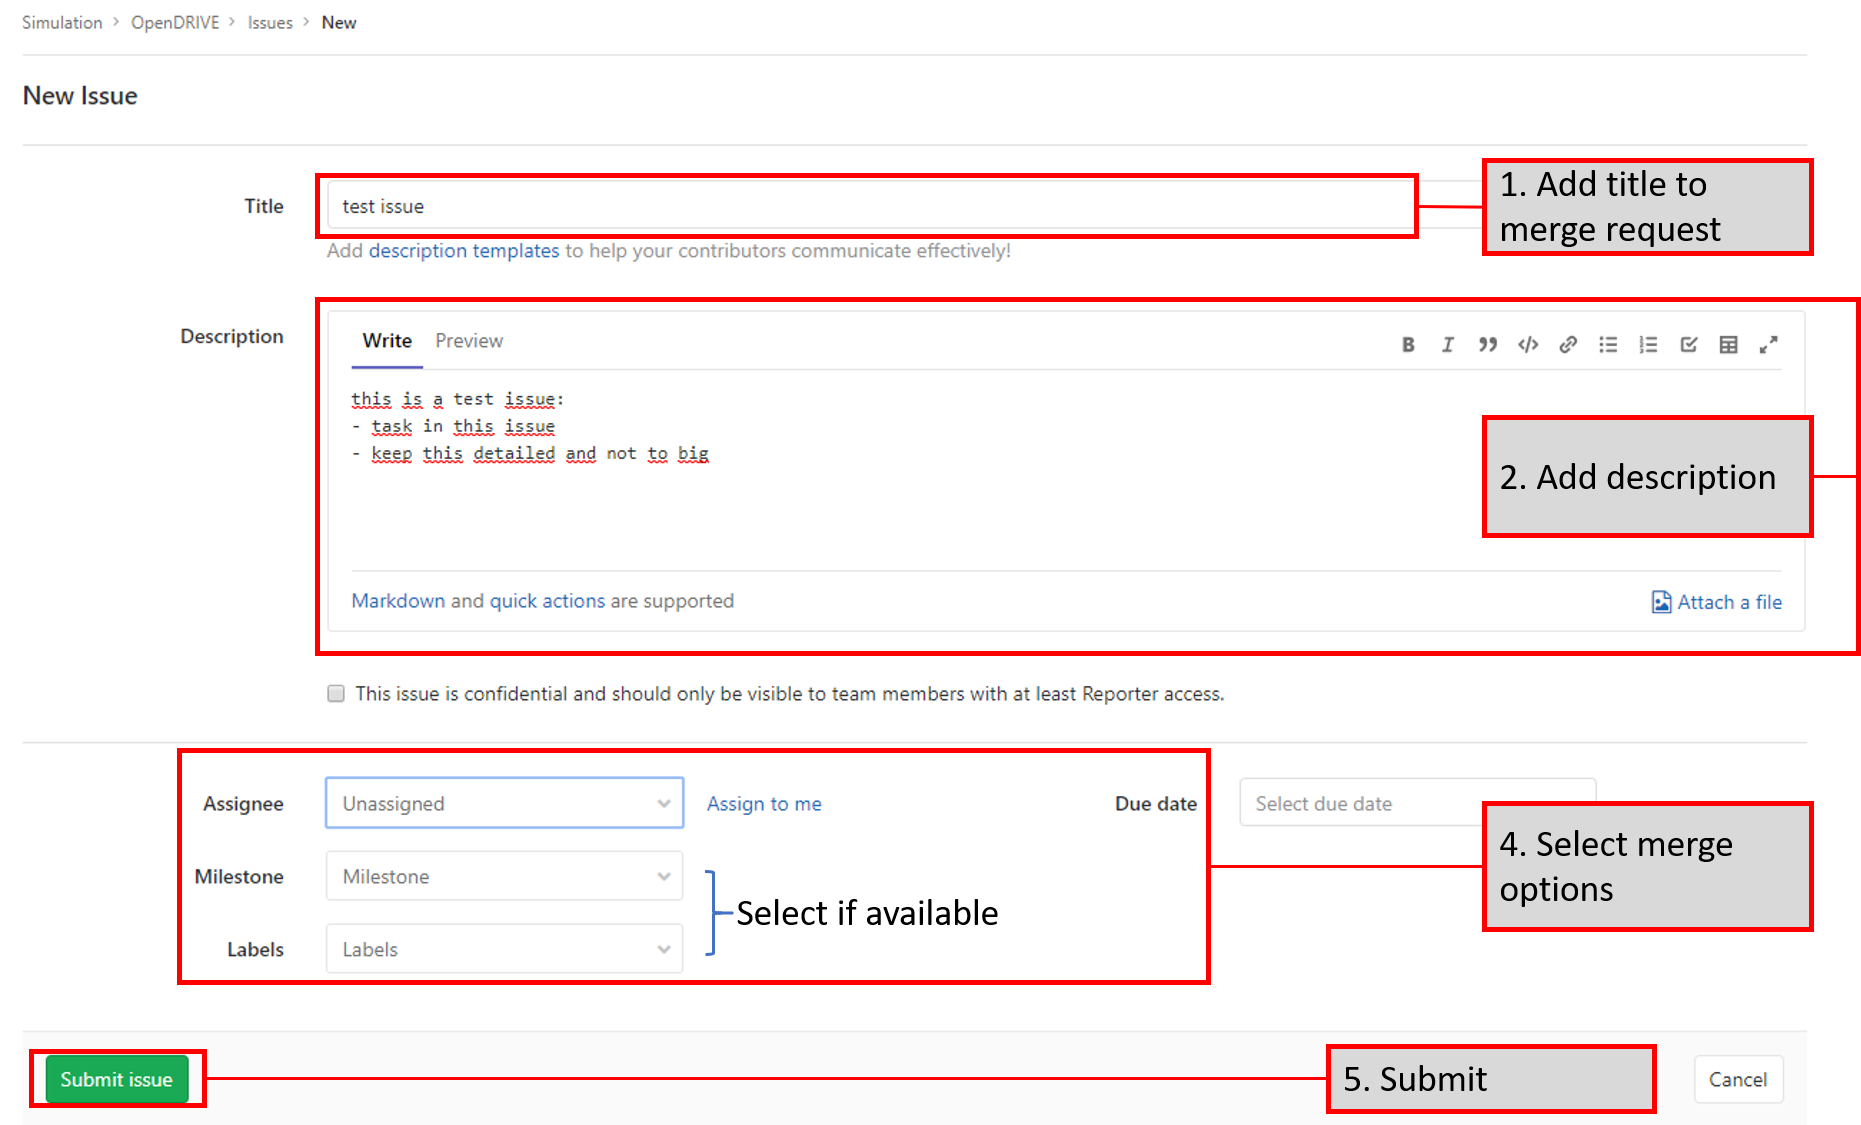 Simulation > OpenDRIVE > Issues > New
New Issue
Title
test issue
1. Add title to
merge request
Add description templates to help your contributors communicate effectively!
Description
Write Preview
this is a test issue:
- task in this issue
- keep this detailed and not to big
2. Add description
Markdown and quick actions are supported
Attach a file
This issue is confidential and should only be visible to team members with at least Reporter access.
Assignee Unassigned Assign to me Due date Select due date
4. Select merge
options
Milestone Milestone
Select if available
Labels Labels
Submit issue
5. Submit
Cancel